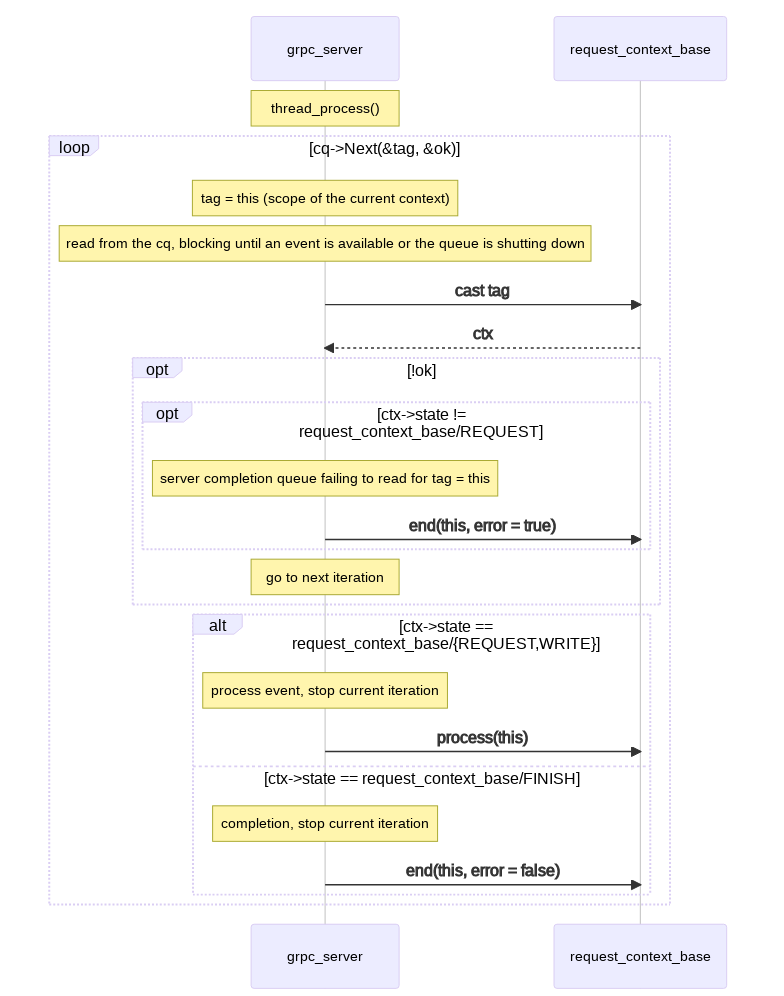 grpc_server
request_context_base
thread_process()
loop
[cq->Next(&tag, &ok)]
tag = this (scope of the current context)
read from the cq, blocking until an event is available or the queue is shutting down
cast tag
ctx
opt
[!ok]
opt
[ctx->state !=
request_context_base/REQUEST]
server completion queue failing to read for tag = this
end(this, error = true)
go to next iteration
alt
[ctx->state ==
request_context_base/{REQUEST,WRITE}]
process event, stop current iteration
process(this)
[ctx->state == request_context_base/FINISH]
completion, stop current iteration
end(this, error = false)
grpc_server
request_context_base